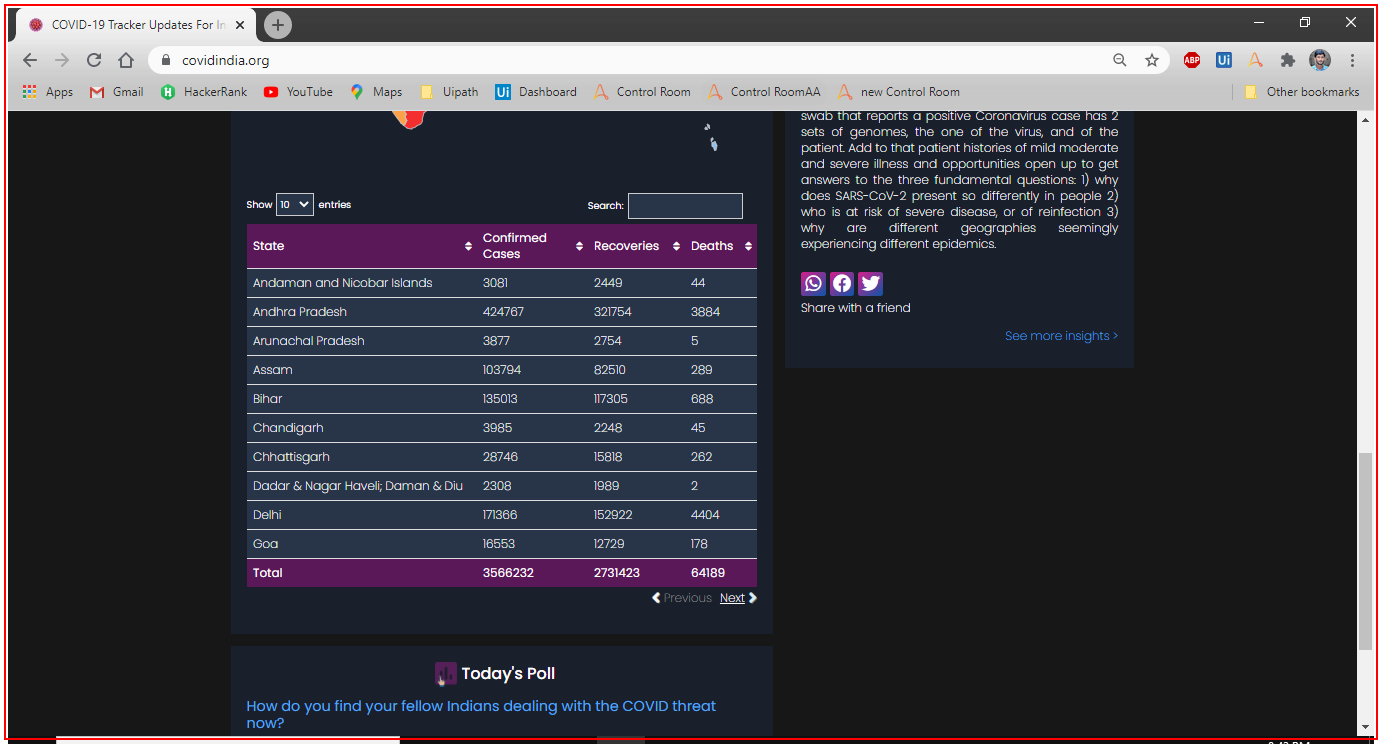 COVID-19 Tracker Updates For In
covidindia.org
ABP
Ui
Apps
Gmail
HackerRank
YouTube
Maps
Uipath
Ui Dashboard
Control Room
Control RoomAA
new Control Room
Other bookmarks
Show 10 entries
Search:
State Confirmed Cases Recoveries Deaths
Andaman and Nicobar Islands 3081 2449 44
Andhra Pradesh 424767 321754 3884
Arunachal Pradesh 3877 2754 5
Assam 103794 82510 289
Bihar 135013 117305 688
Chandigarh 3985 2248 45
Chhattisgarh 28746 15818 262
Dadar & Nagar Haveli; Daman & Diu 2308 1989 2
Delhi 171366 152922 4404
Goa 16553 12729 178
Total 3566232 2731423 64189
Previous Next
Today's Poll
How do you find your fellow Indians dealing with the COVID threat
now?
swab that reports a positive Coronavirus case has 2
sets of genomes, the one of the virus, and of the
patient. Add to that patient histories of mild moderate
and severe illness and opportunities open up to get
answers to the three fundamental questions: 1) why
does SARS-CoV-2 present so differently in people 2)
who is at risk of severe disease, or of reinfection 3)
why are different geographies seemingly
experiencing different epidemics.
Share with a friend
See more insights >